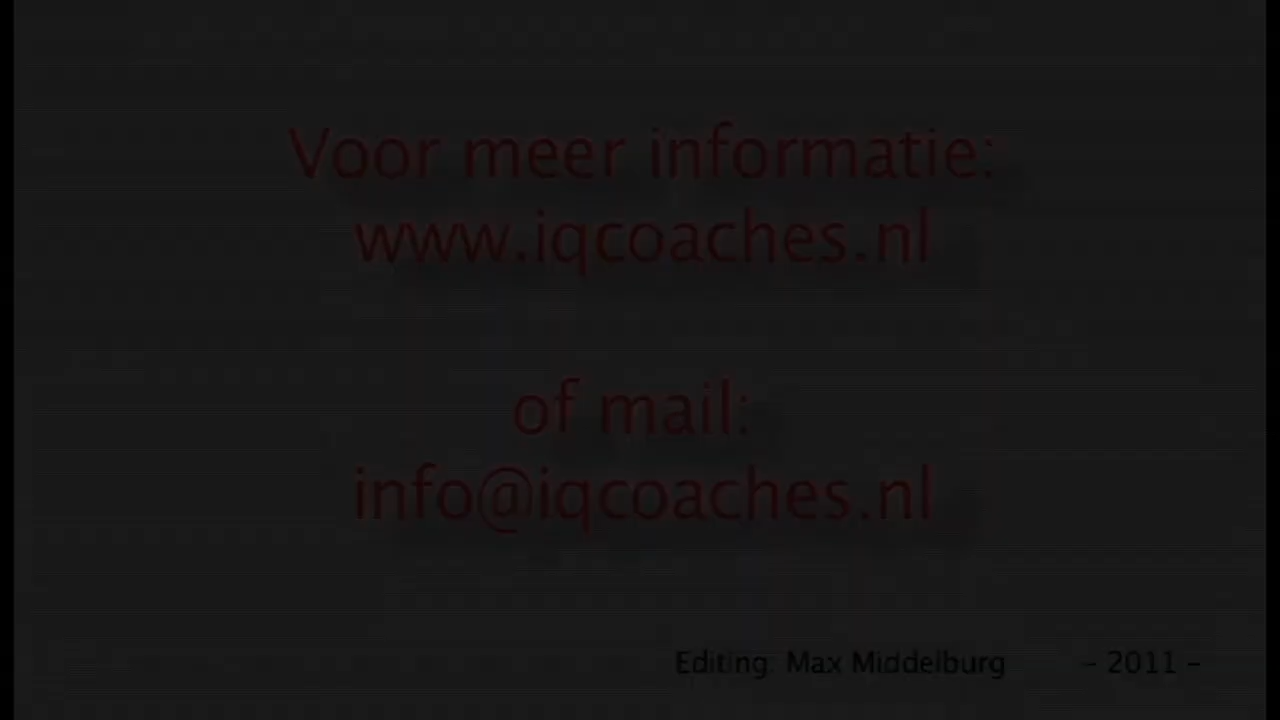 Voor meer informatie:
www.iqcoaches.nl
of mail:
info@iqcoaches.nl
Editing: Max Middelburg - 2011 -